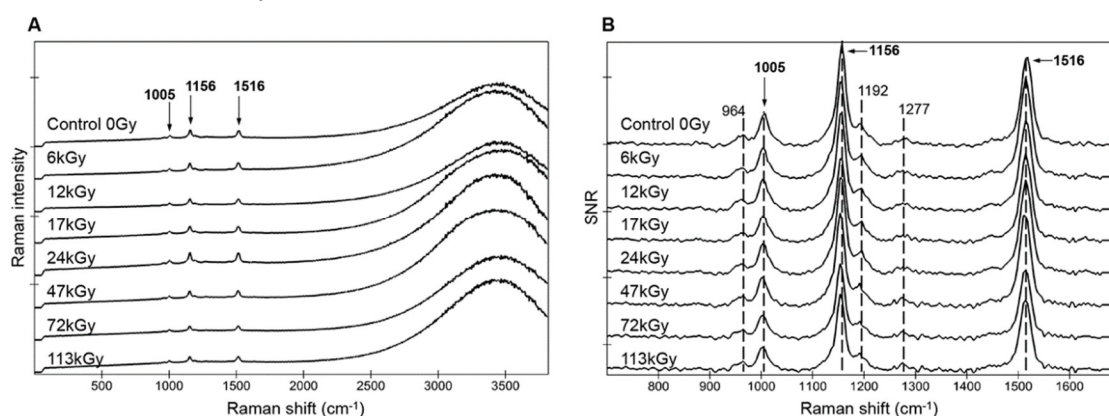 A
1005 1156 1516
Control 0Gy
6kGy
12kGy
17kGy
24kGy
47kGy
72kGy
113kGy
Raman intensity
500 1000 1500 2000 2500 3000 3500
Raman shift (cm-1)
B
1156
1005
1516
964
1192
1277
Control 0Gy
6kGy
12kGy
17kGy
24kGy
47kGy
72kGy
113kGy
SNR
800 900 1000 1100 1200 1300 1400 1500 1600
Raman shift (cm-1)